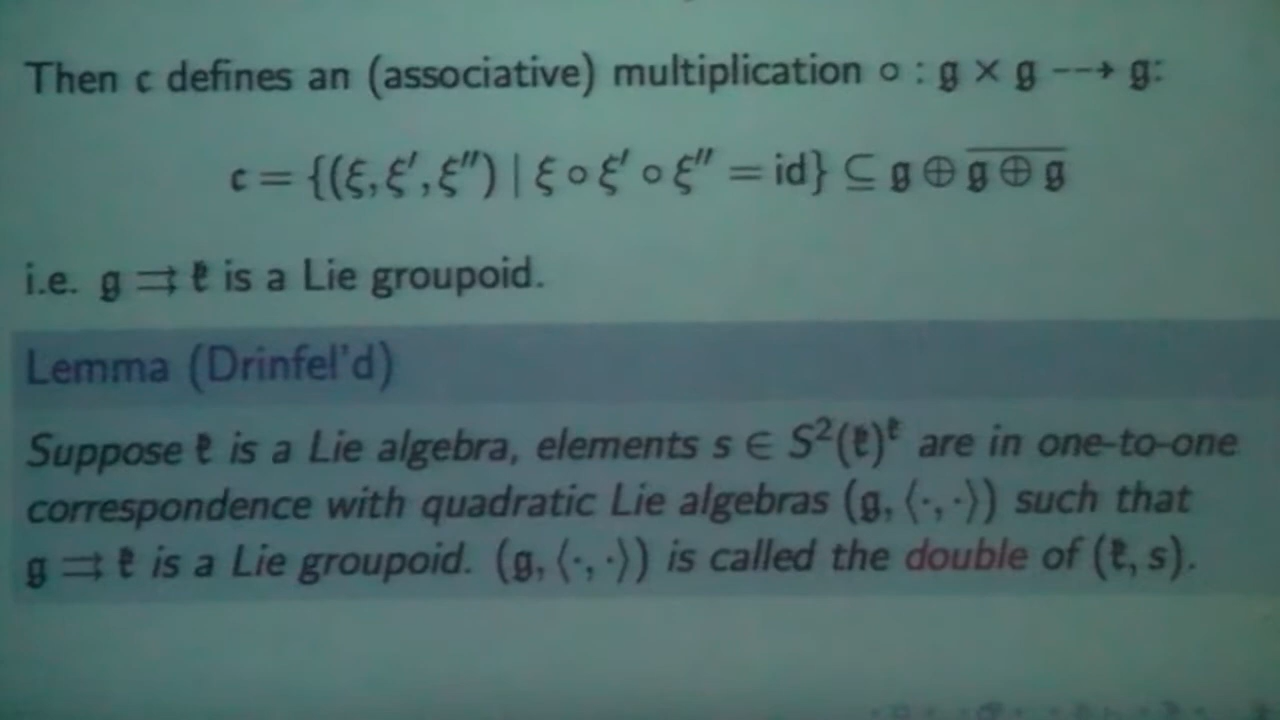 Then 𝔠 defines an (associative) multiplication ∘ : 𝔤 × 𝔤 ⇢ 𝔤:
𝔠 = {(ξ, ξ′, ξ″) | ξ ∘ ξ′ ∘ ξ″ = id} ⊆ 𝔤 ⊕ \overline{𝔤 ⊕ 𝔤}
i.e. 𝔤 ⇉ 𝔨 is a Lie groupoid.
Lemma (Drinfel'd)
Suppose 𝔨 is a Lie algebra, elements s ∈ S²(𝔨)^𝔨 are in one-to-one
correspondence with quadratic Lie algebras (𝔤, ⟨·, ·⟩) such that
𝔤 ⇉ 𝔨 is a Lie groupoid. (𝔤, ⟨·, ·⟩) is called the double of (𝔨, s).